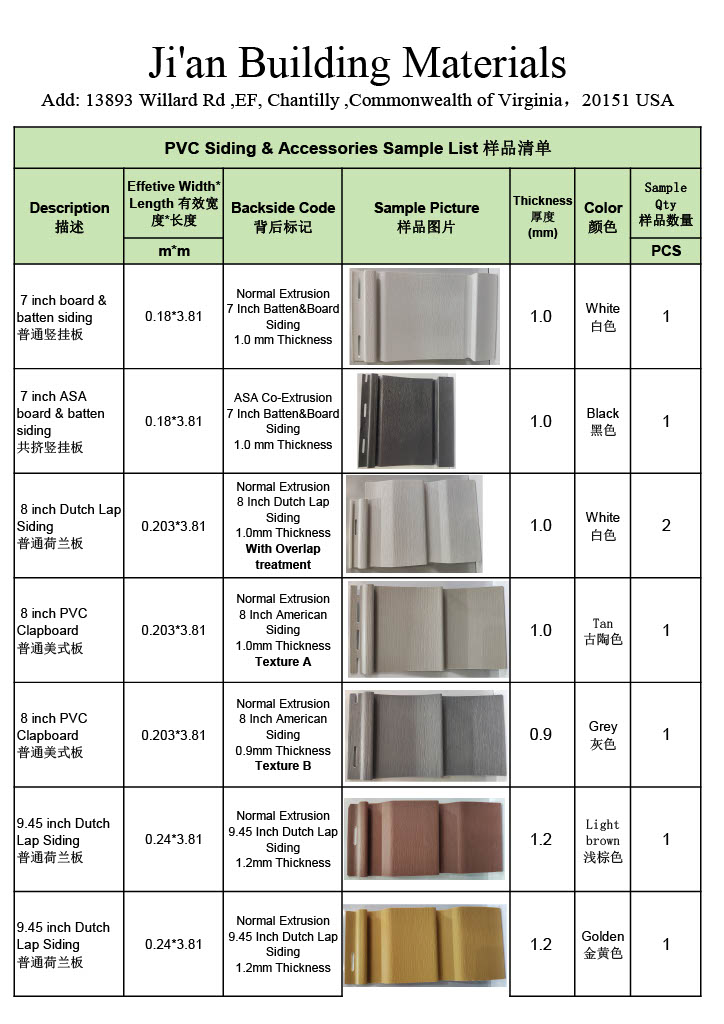 Ji'an Building Materials
Add: 13893 Willard Rd ,EF, Chantilly ,Commonwealth of Virginia，20151 USA
PVC Siding & Accessories Sample List 样品清单
Description
描述
Effetive Width*
Length 有效宽
度*长度
m*m
Backside Code
背后标记
Sample Picture
样品图片
Thickness
厚度
(mm)
Color
颜色
Sample
Qty
样品数量
PCS
7 inch board &
batten siding
普通竖挂板
0.18*3.81
Normal Extrusion
7 Inch Batten&Board
Siding
1.0 mm Thickness
1.0
White
白色
1
7 inch ASA
board & batten
siding
共挤竖挂板
0.18*3.81
ASA Co-Extrusion
7 Inch Batten&Board
Siding
1.0 mm Thickness
1.0
Black
黑色
1
8 inch Dutch Lap
Siding
普通荷兰板
0.203*3.81
Normal Extrusion
8 Inch Dutch Lap
Siding
1.0mm Thickness
With Overlap
treatment
1.0
White
白色
2
8 inch PVC
Clapboard
普通美式板
0.203*3.81
Normal Extrusion
8 Inch American
Siding
1.0mm Thickness
Texture A
1.0
Tan
古陶色
1
8 inch PVC
Clapboard
普通美式板
0.203*3.81
Normal Extrusion
8 Inch American
Siding
0.9mm Thickness
Texture B
0.9
Grey
灰色
1
9.45 inch Dutch
Lap Siding
普通荷兰板
0.24*3.81
Normal Extrusion
9.45 Inch Dutch Lap
Siding
1.2mm Thickness
1.2
Light
brown
浅棕色
1
9.45 inch Dutch
Lap Siding
普通荷兰板
0.24*3.81
Normal Extrusion
9.45 Inch Dutch Lap
Siding
1.2mm Thickness
1.2
Golden
金黄色
1